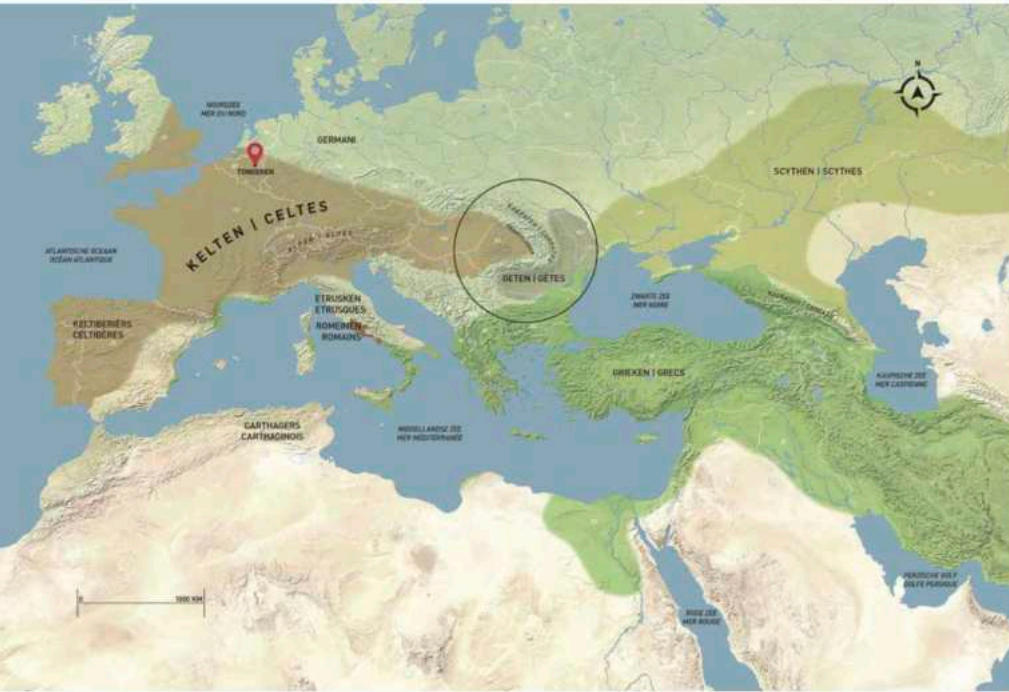 N
NOORDZEE
MER DU NORD
GERMANI
TONGEREN
SCYTHEN | SCYTHES
KELTEN | CELTES
ALPEN | ALPES
ATLANTISCHE OCEAAN
OCÉAN ATLANTIQUE
GETEN | GÈTES
ETRUSKEN
ETRUSQUES
ZWARTE ZEE
MER NOIRE
ROMEINEN
ROMAINS
KELTIBERIËRS
CELTIBÈRES
GRIEKEN | GRECS
KASPISCHE ZEE
MER CASPIENNE
CARTHAGERS
CARTHAGINOIS
MIDDELLANDSE ZEE
MER MÉDITERRANÉE
PERZISCHE GOLF
GOLFE PERSIQUE
0 1000 KM
RODE ZEE
MER ROUGE